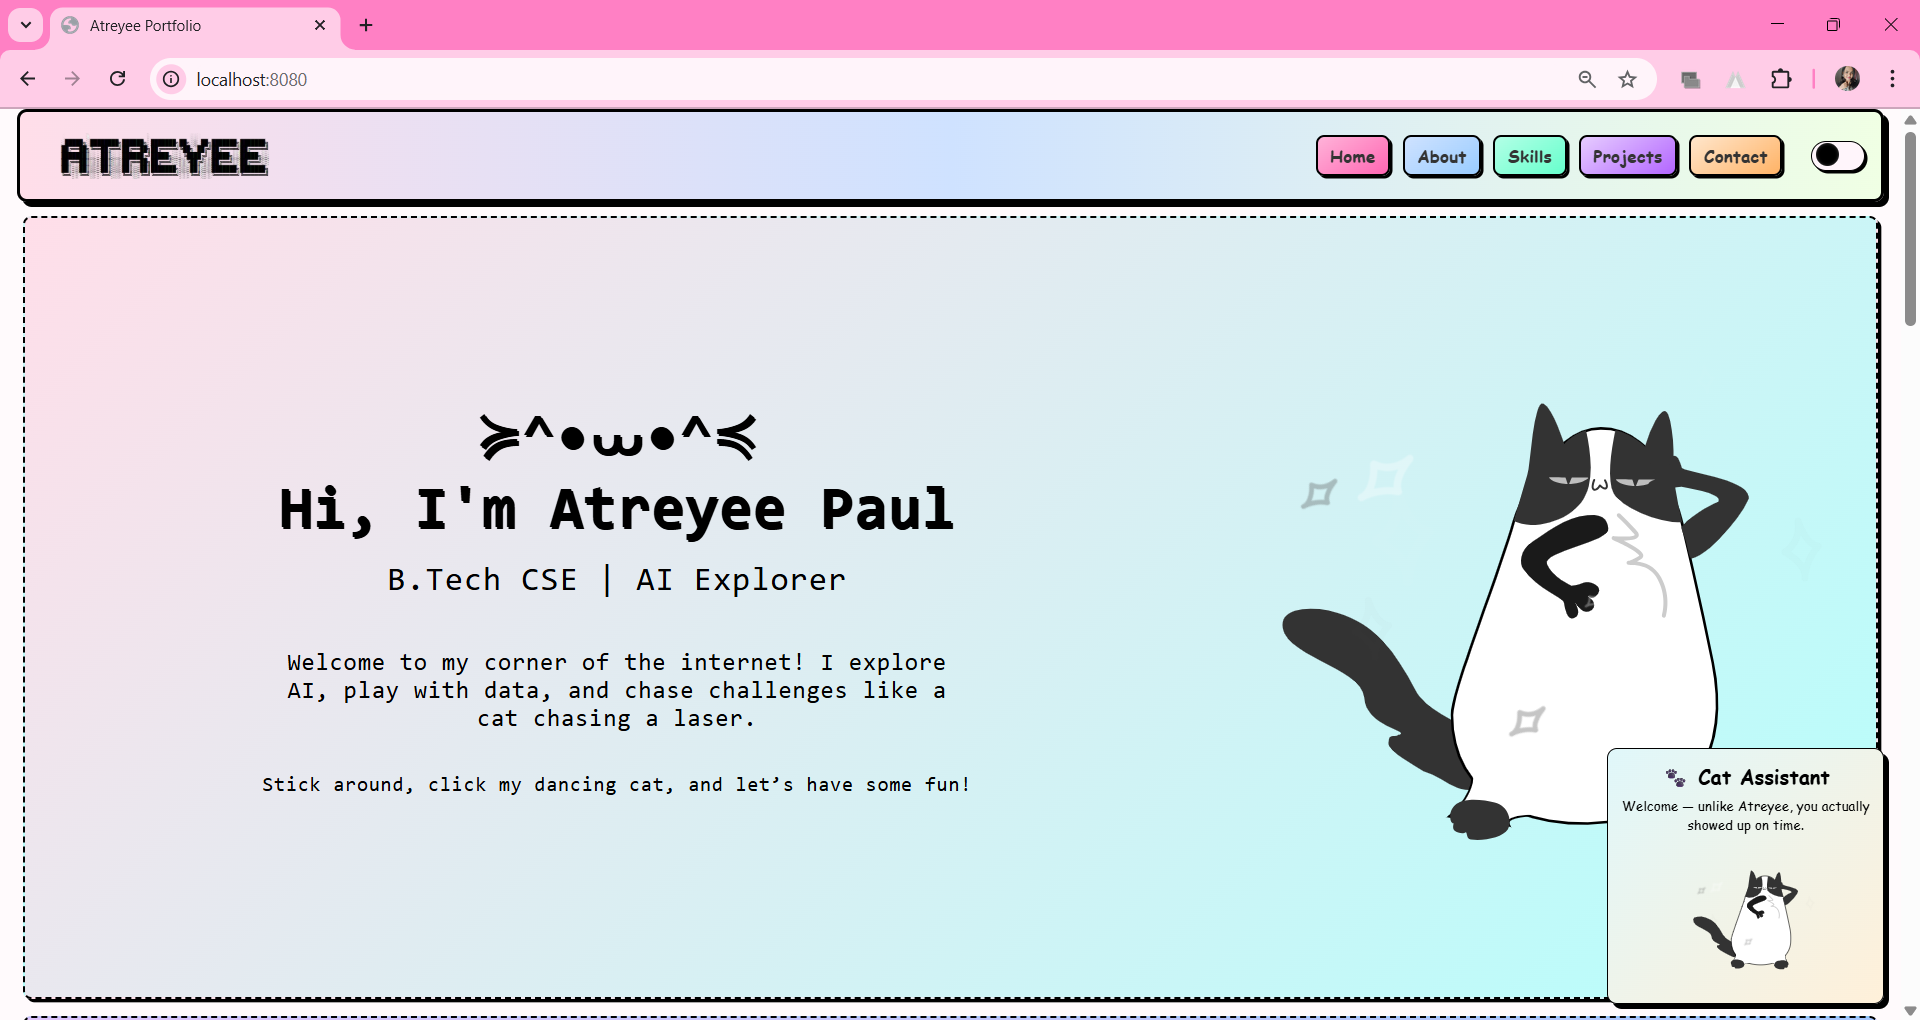 Atreyee Portfolio
localhost:8080
ATREYEE
Home
About
Skills
Projects
Contact
⋟^●ω●^⋞
Hi, I'm Atreyee Paul
B.Tech CSE | AI Explorer
Welcome to my corner of the internet! I explore
AI, play with data, and chase challenges like a
cat chasing a laser.
Stick around, click my dancing cat, and let’s have some fun!
🐾 Cat Assistant
Welcome — unlike Atreyee, you actually
showed up on time.